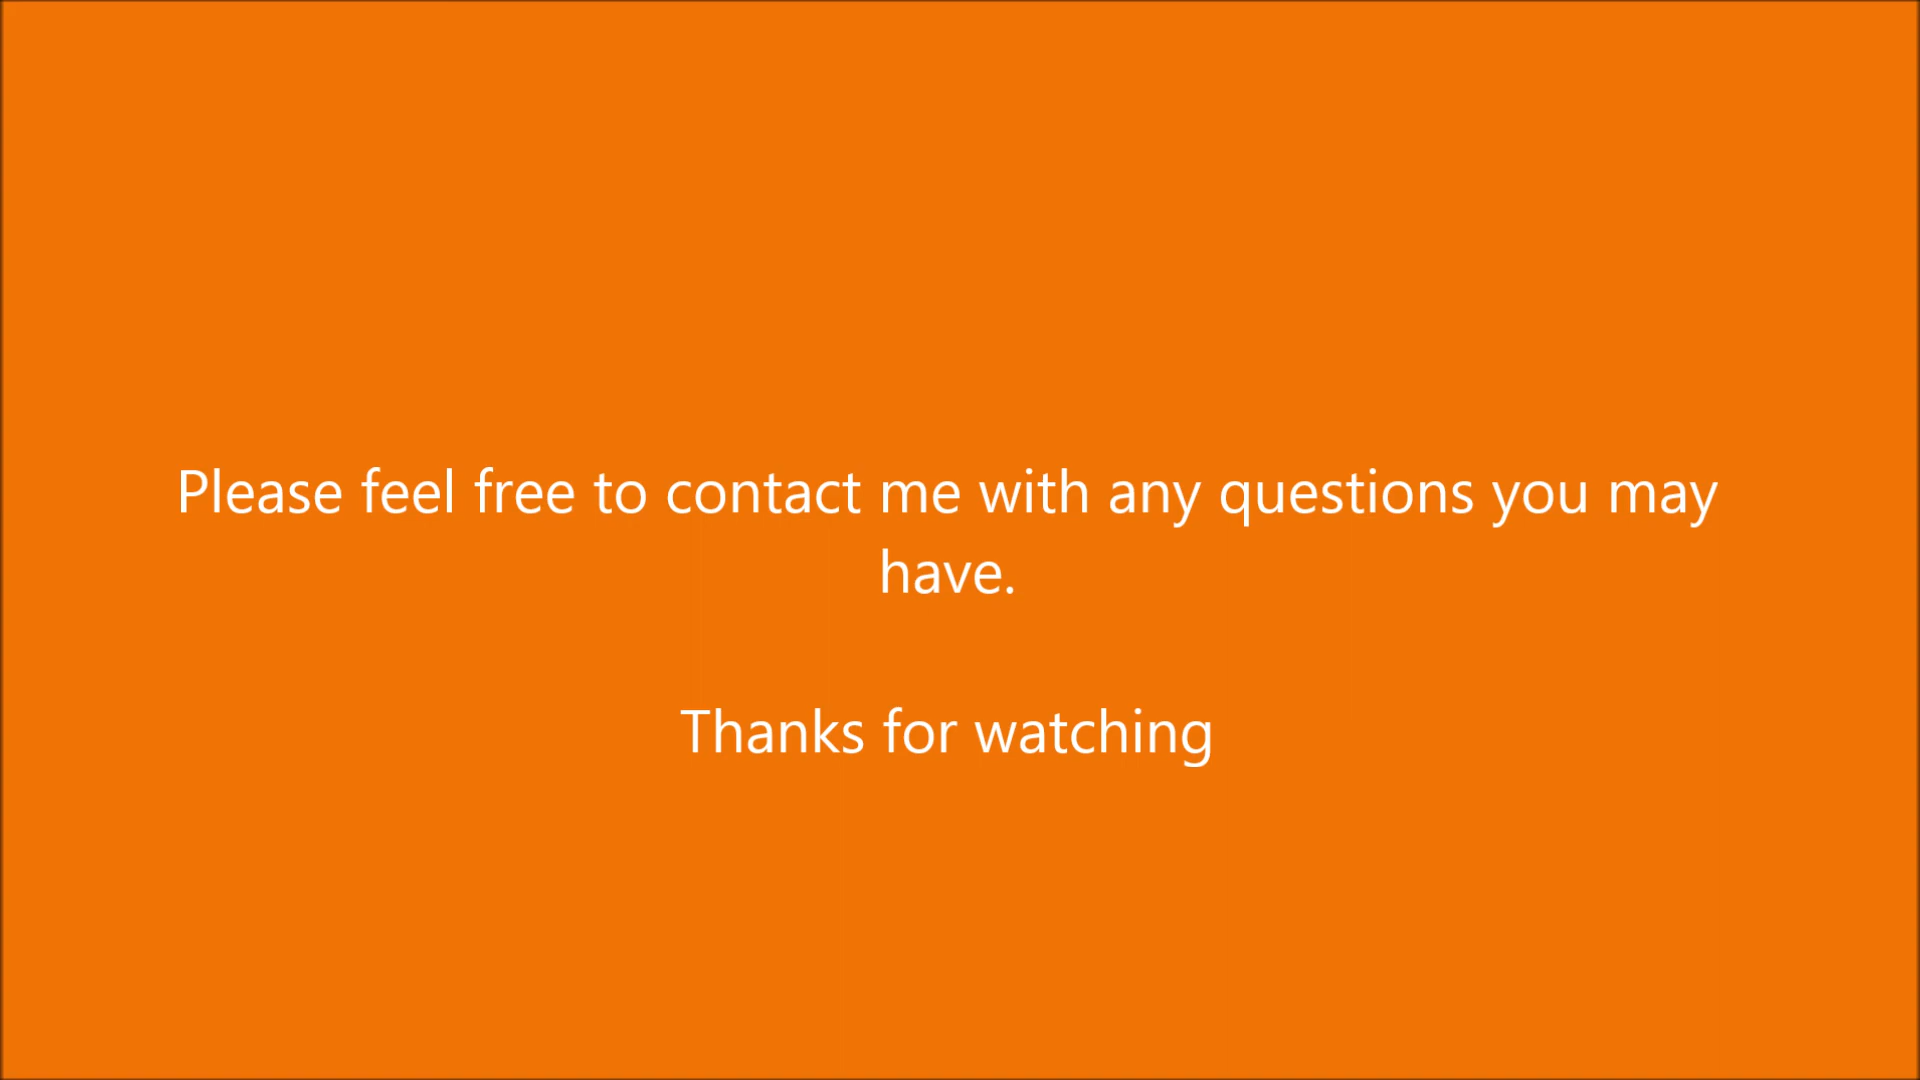 Please feel free to contact me with any questions you may
have.
Thanks for watching